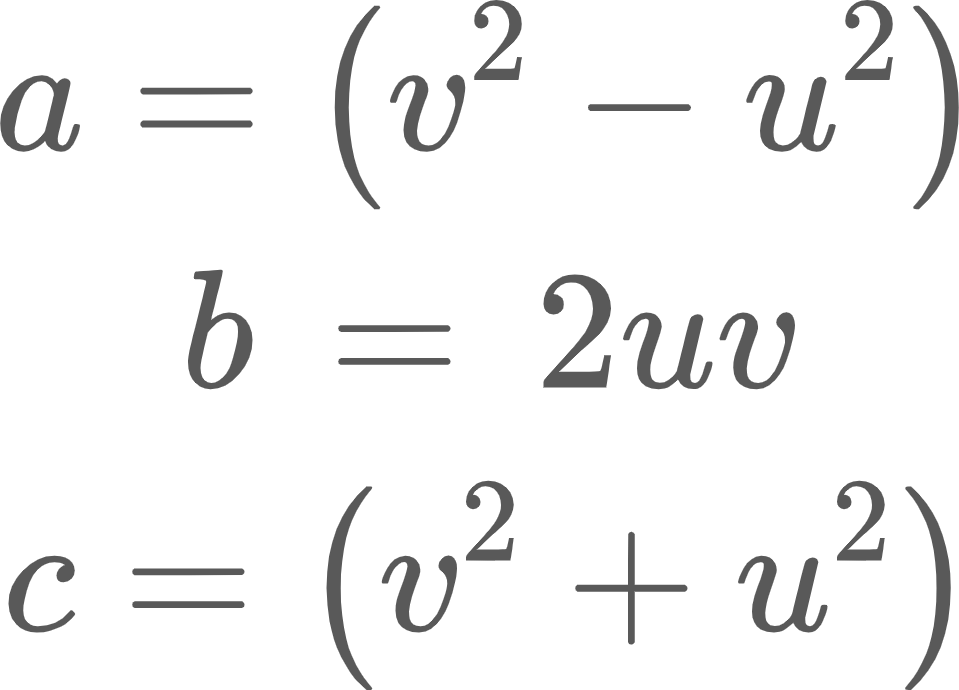 a = (v² − u²)
b = 2uv
c = (v² + u²)